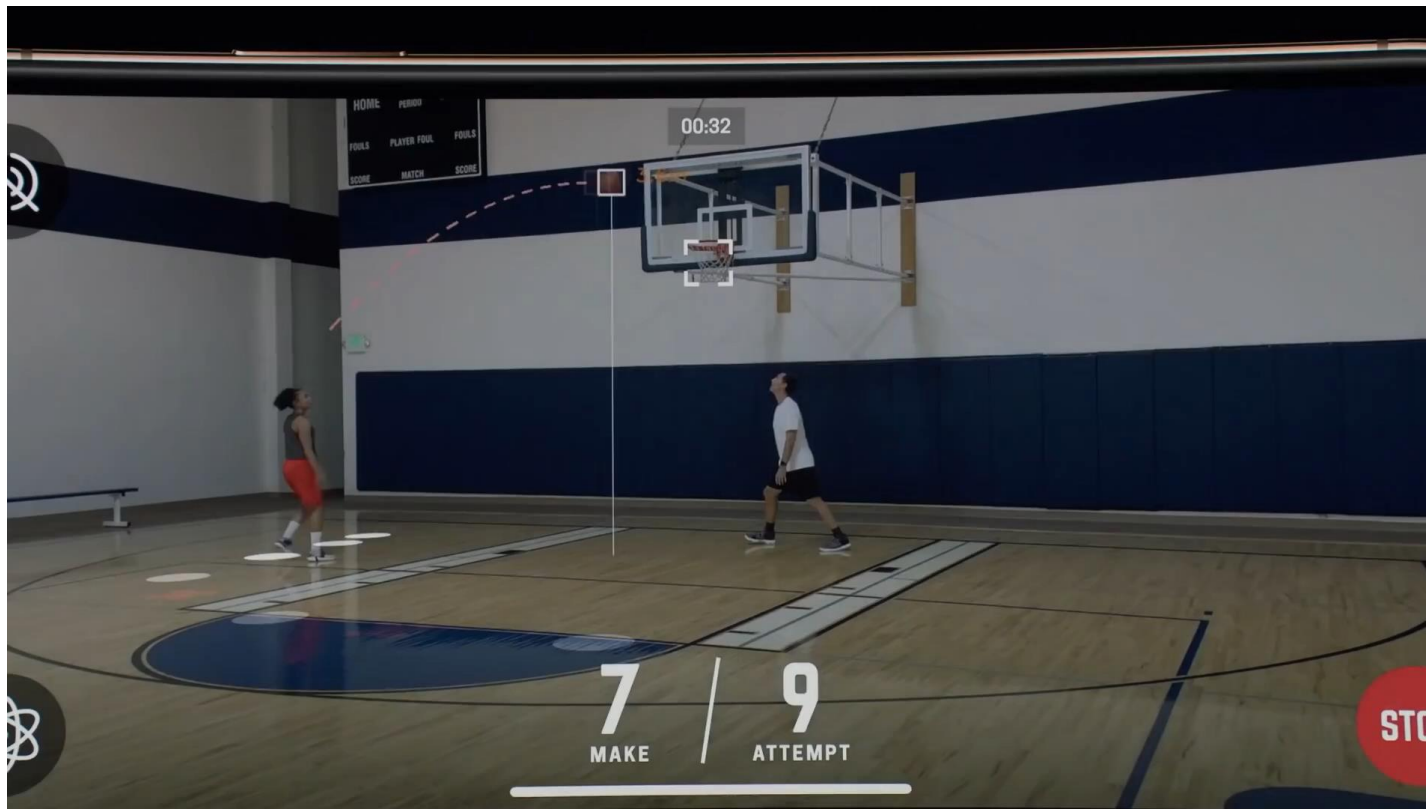 HOME PERIOD
00:32
FOULS PLAYER FOUL FOULS
SCORE MATCH SCORE
7 / 9
MAKE ATTEMPT
STO